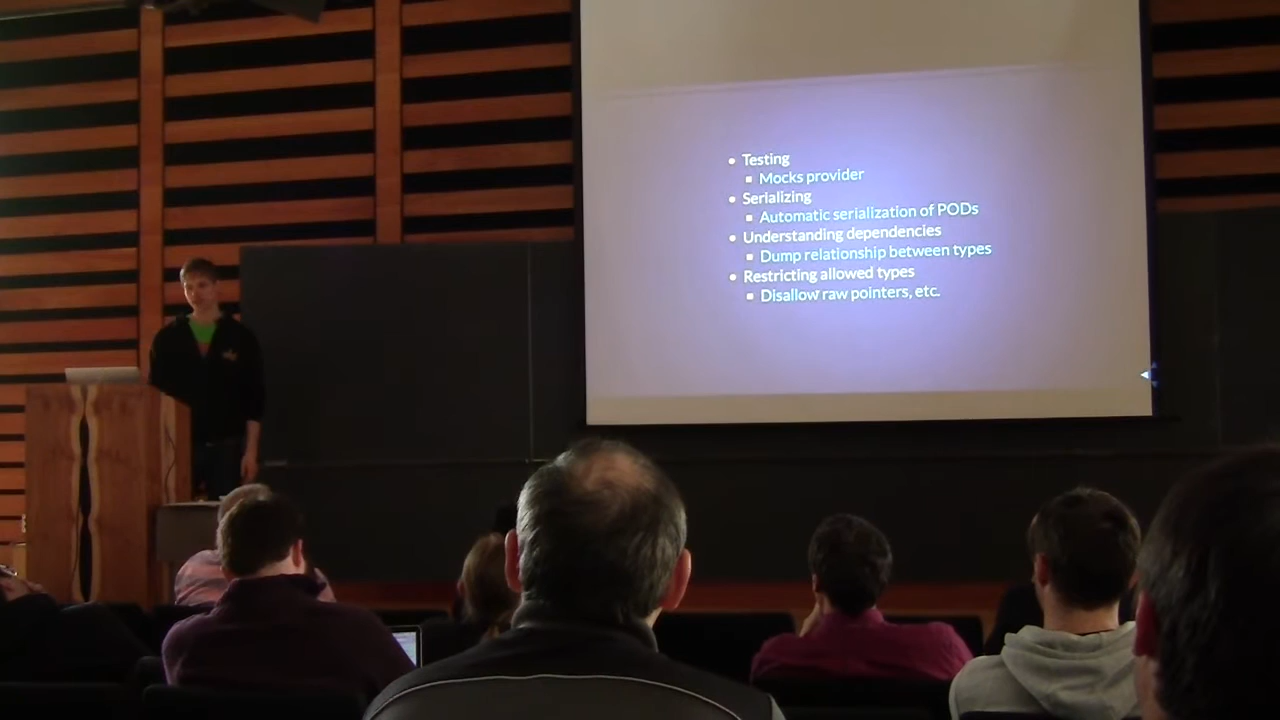 Testing
Mocks provider
Serializing
Automatic serialization of PODs
Understanding dependencies
Dump relationship between types
Restricting allowed types
Disallow raw pointers, etc.